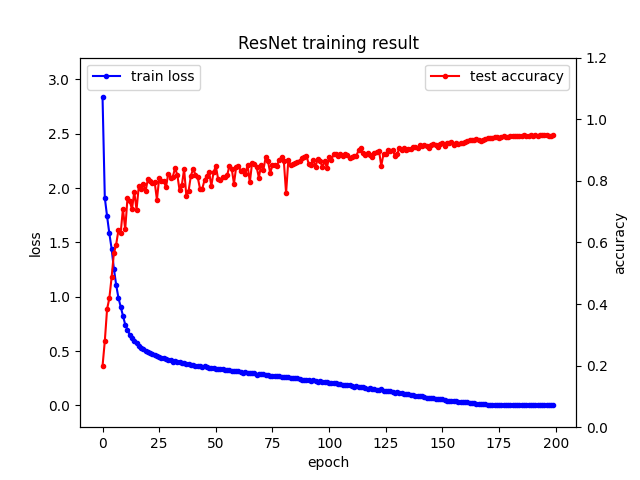 ResNet training result
train loss
test accuracy
3.0
2.5
2.0
1.5
1.0
0.5
0.0
loss
1.2
1.0
0.8
0.6
0.4
0.2
0.0
accuracy
0 25 50 75 100 125 150 175 200
epoch